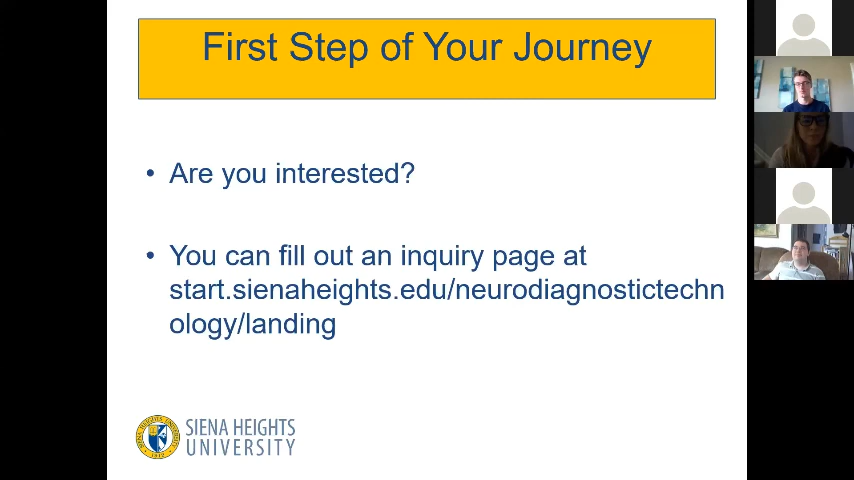 First Step of Your Journey
• Are you interested?
• You can fill out an inquiry page at
start.sienaheights.edu/neurodiagnostictechn
ology/landing
SIENA HEIGHTS
UNIVERSITY